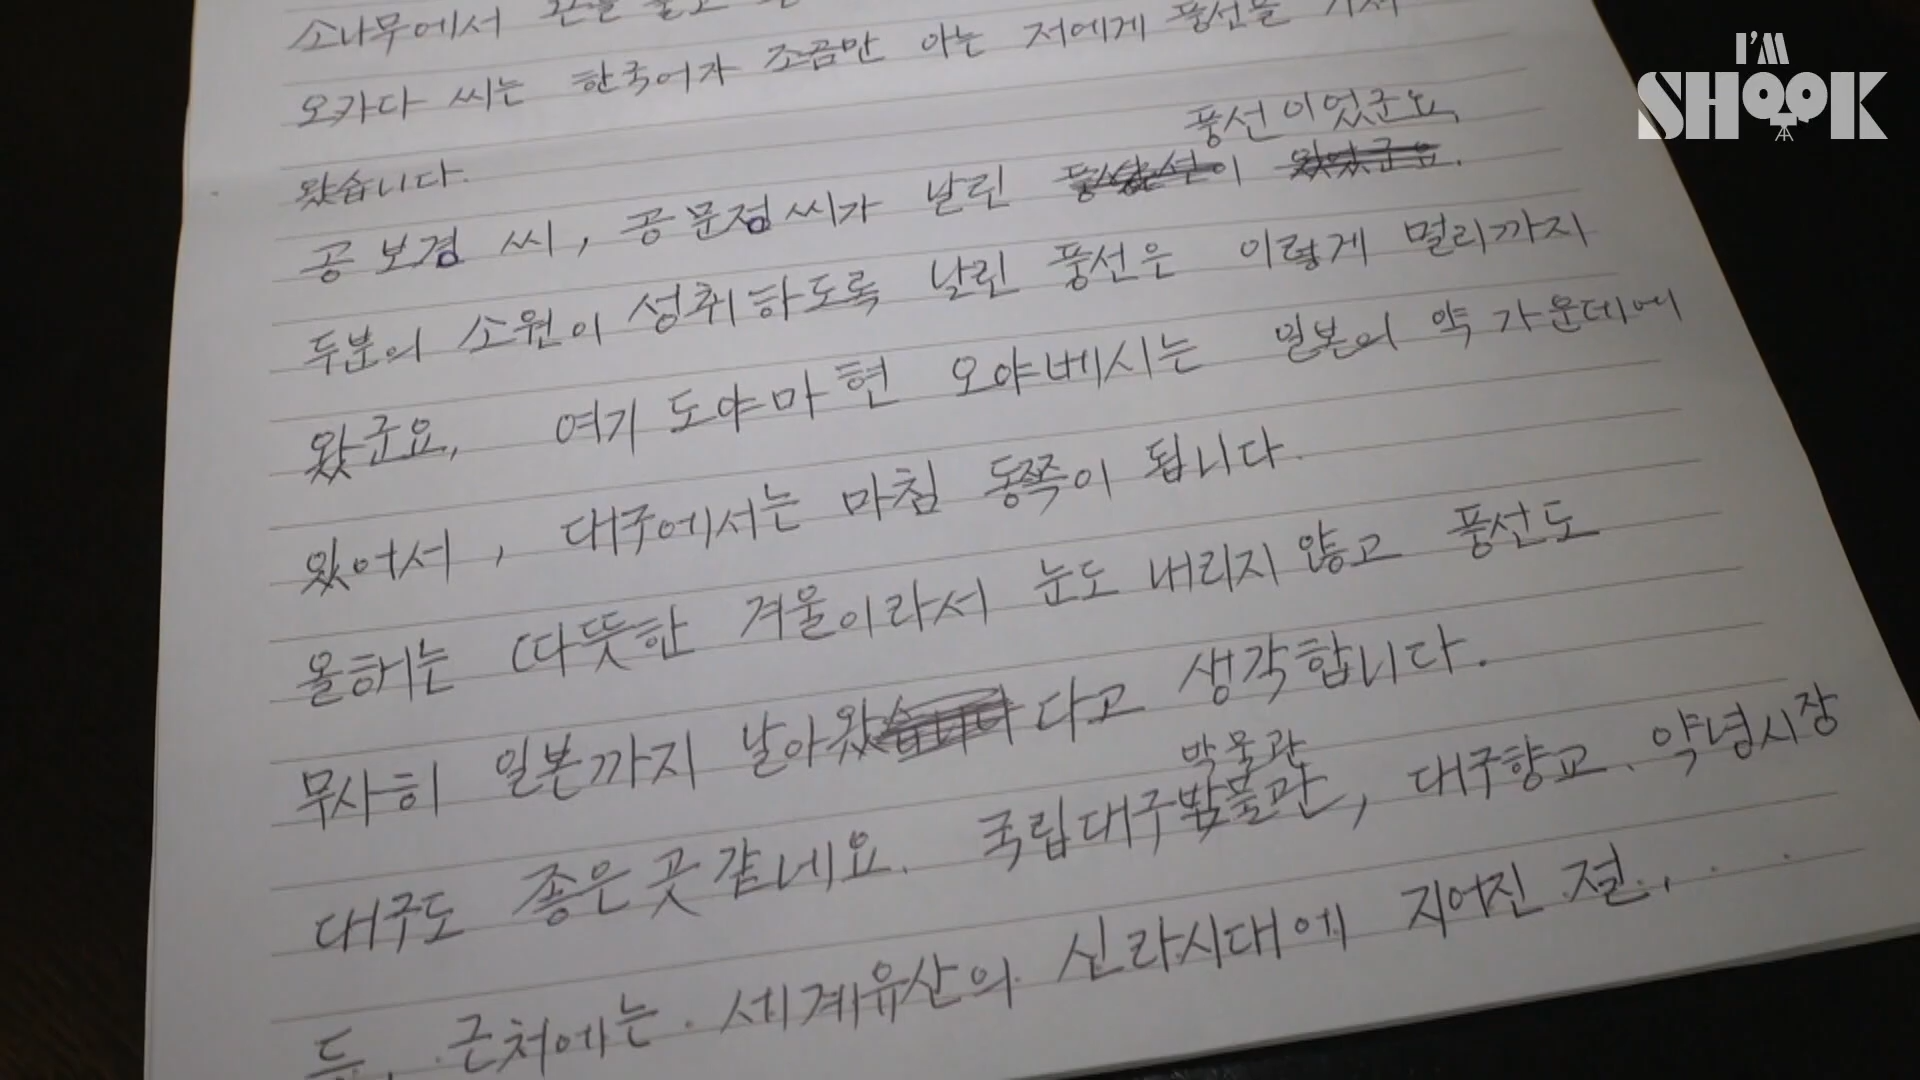 I'M
SHOOK
소나무에서
오카다 씨는 한국어자 조금만 아는 저에게 풍선을
왔습니다.
풍선이었군요,
공보경 씨, 공문점씨가 날린
두분의 소원이 성취하도록 날린 풍선은 이렇게 멀리까지
왔군요, 여기 도야마현 오야베시는 일본의 약 가운데에
있어서, 대구에서는 마침 동쪽이 됩니다.
올해는 따뜻한 겨울이라서 눈도 내리지 않고 풍선도
무사히 일본까지 날아왔다고 생각합니다.
박물관
대구도 좋은곳같네요. 국립대구박물관, 대구향교、약녕시장
등, 근처에는 세계유산의 신라시대에 지어진 절,